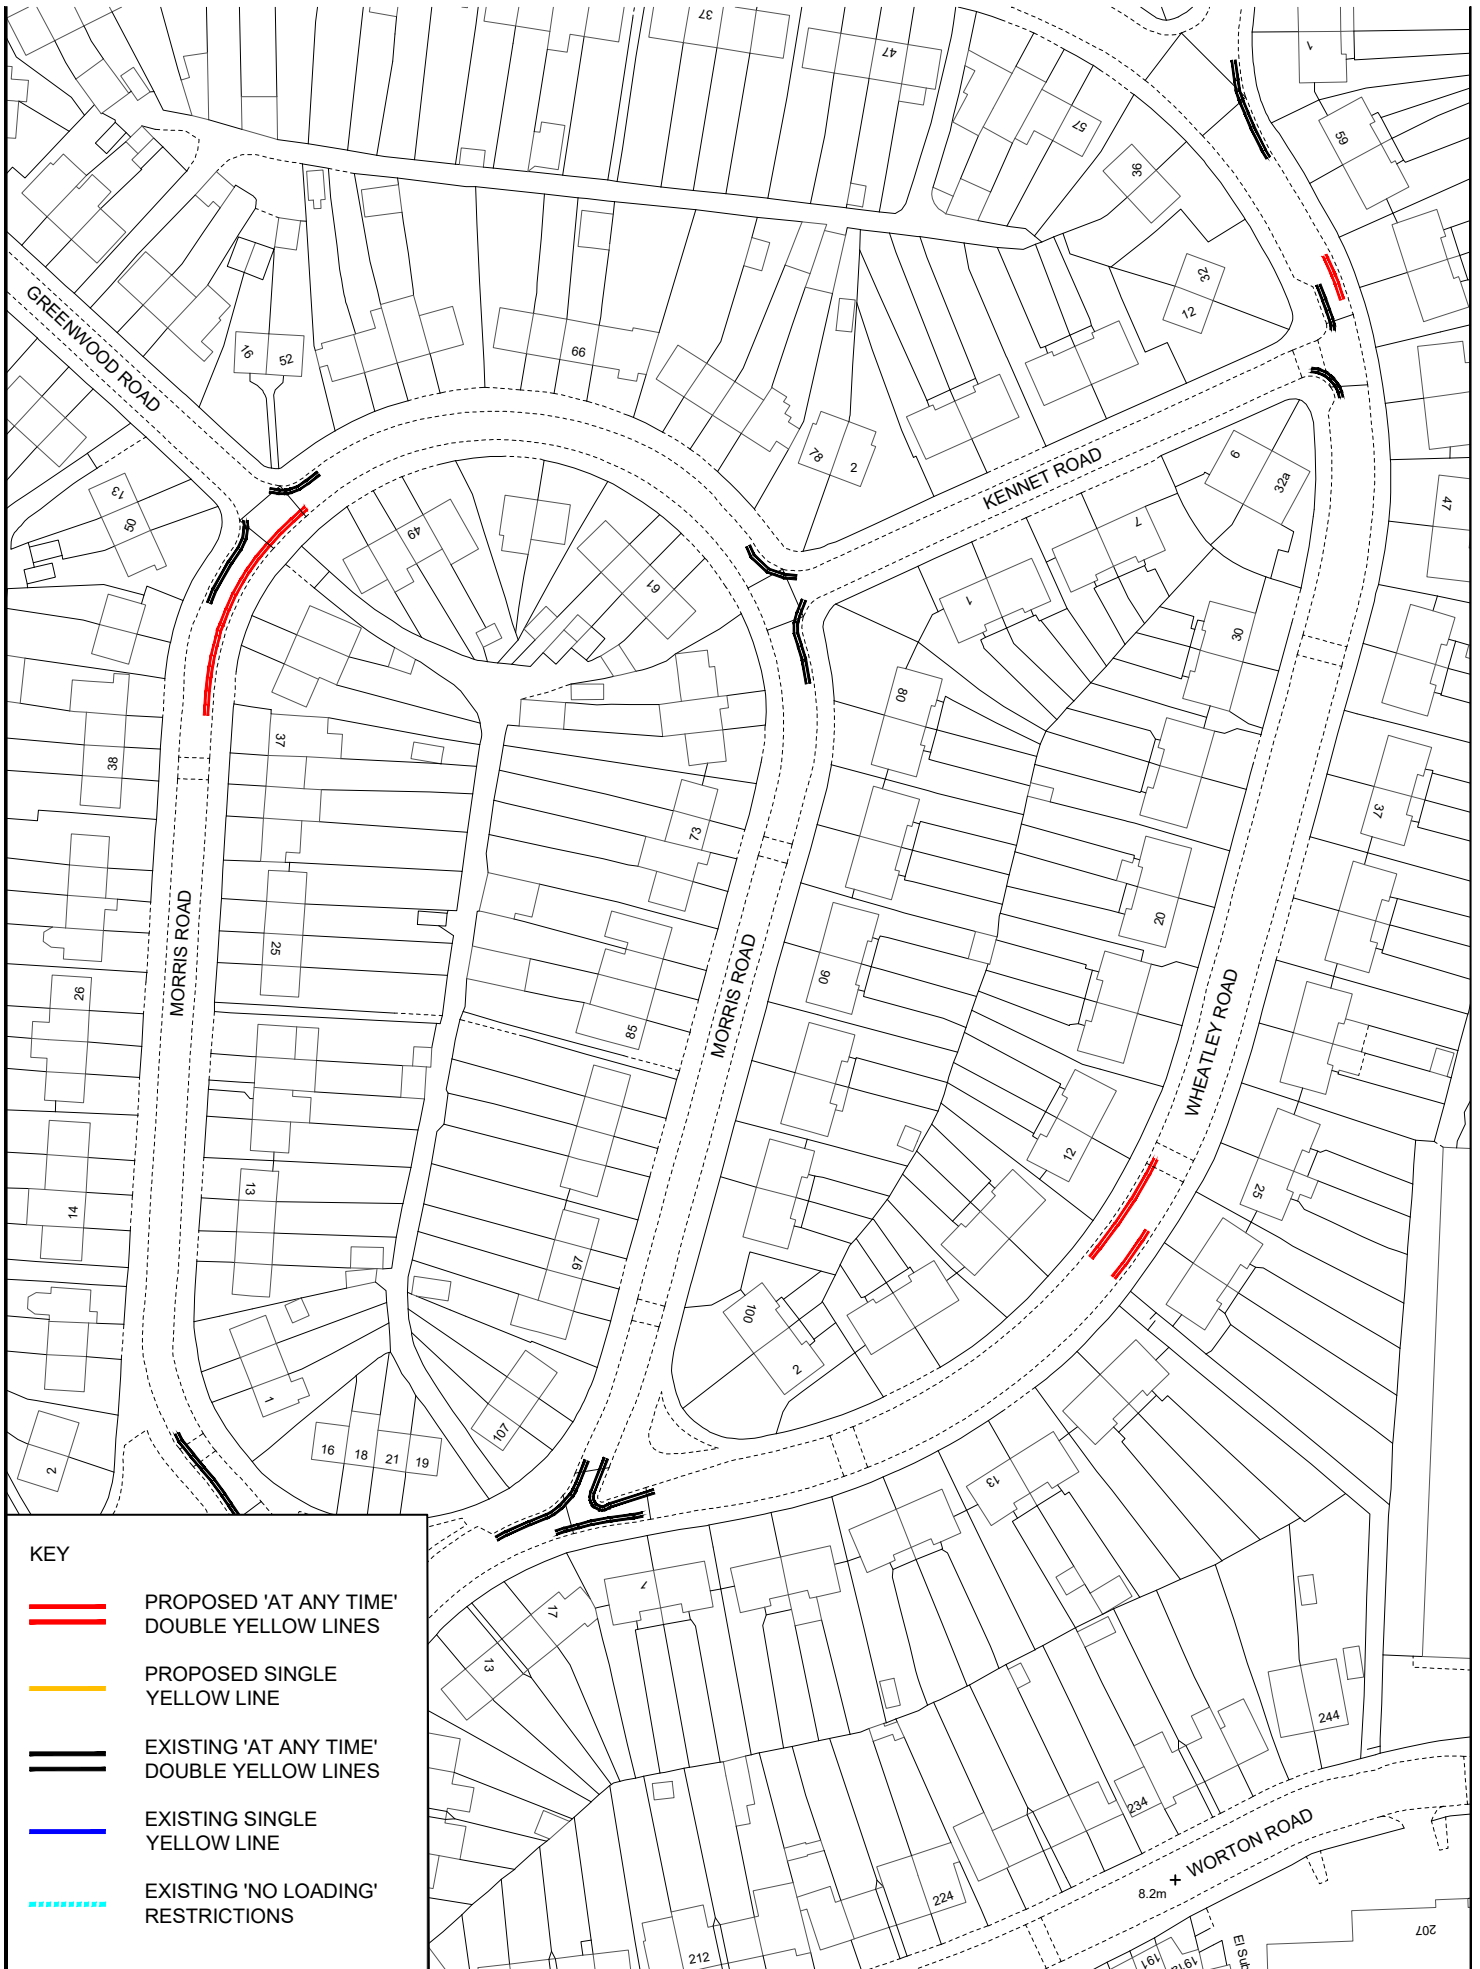 37
47
1
57
59
36
32
12
GREENWOOD ROAD
16
52
66
78
2
KENNET ROAD
6
32a
47
13
50
49
61
1
7
30
80
38
37
73
37
20
MORRIS ROAD
25
90
26
85
MORRIS ROAD
WHEATLEY ROAD
14
13
97
12
25
100
2
1
107
16
18
21
19
2
13
7
17
13
KEY
PROPOSED 'AT ANY TIME'
DOUBLE YELLOW LINES
PROPOSED SINGLE
YELLOW LINE
EXISTING 'AT ANY TIME'
DOUBLE YELLOW LINES
EXISTING SINGLE
YELLOW LINE
EXISTING 'NO LOADING'
RESTRICTIONS
244
234
WORTON ROAD
8.2m
224
212
207
191
El Sub